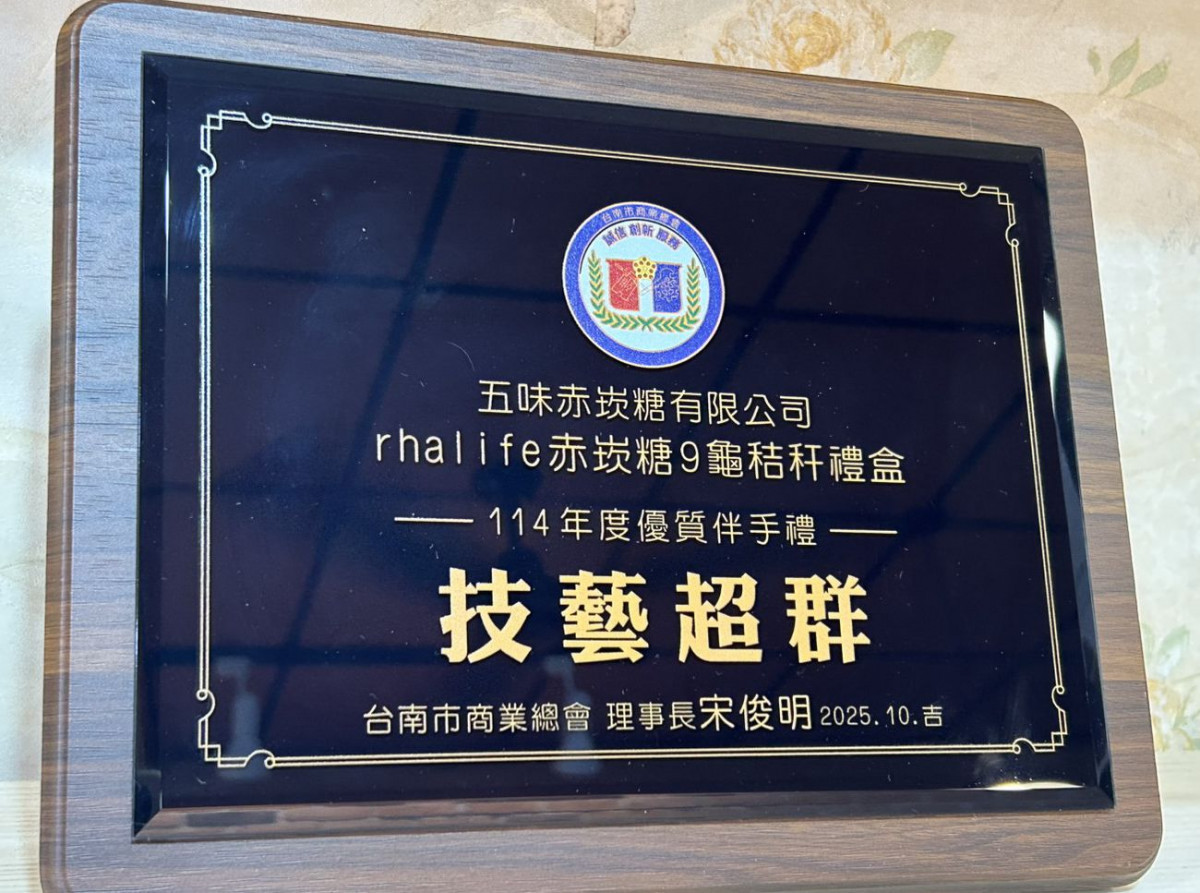 台南市商業總會
誠信 創新 服務
五味赤崁糖有限公司
rhalife赤崁糖9龜秸秆禮盒
114年度優質伴手禮
技藝超群
台南市商業總會 理事長宋俊明 2025.10.吉